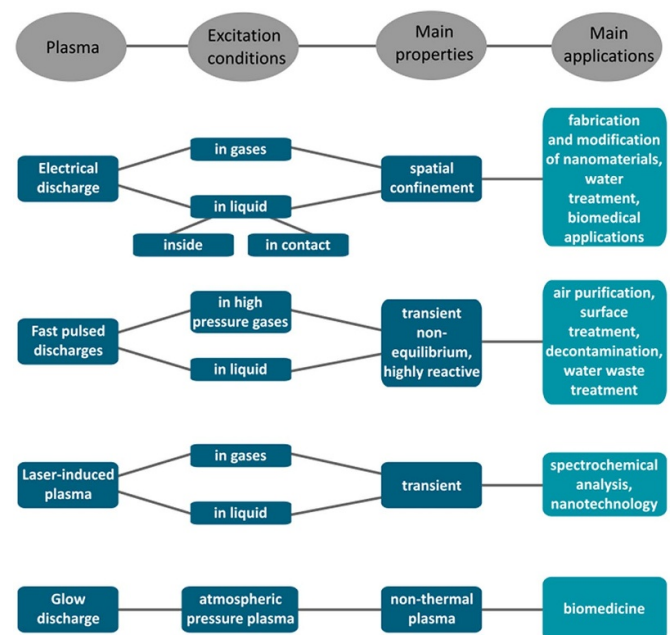 Plasma
Excitation
conditions
Main
properties
Main
applications
Electrical
discharge
in gases
in liquid
inside
in contact
spatial
confinement
fabrication
and modification
of nanomaterials,
water
treatment,
biomedical
applications
Fast pulsed
discharges
in high
pressure gases
in liquid
transient
non-
equilibrium,
highly reactive
air purification,
surface
treatment,
decontamination,
water waste
treatment
Laser-induced
plasma
in gases
in liquid
transient
spectrochemical
analysis,
nanotechnology
Glow
discharge
atmospheric
pressure plasma
non-thermal
plasma
biomedicine